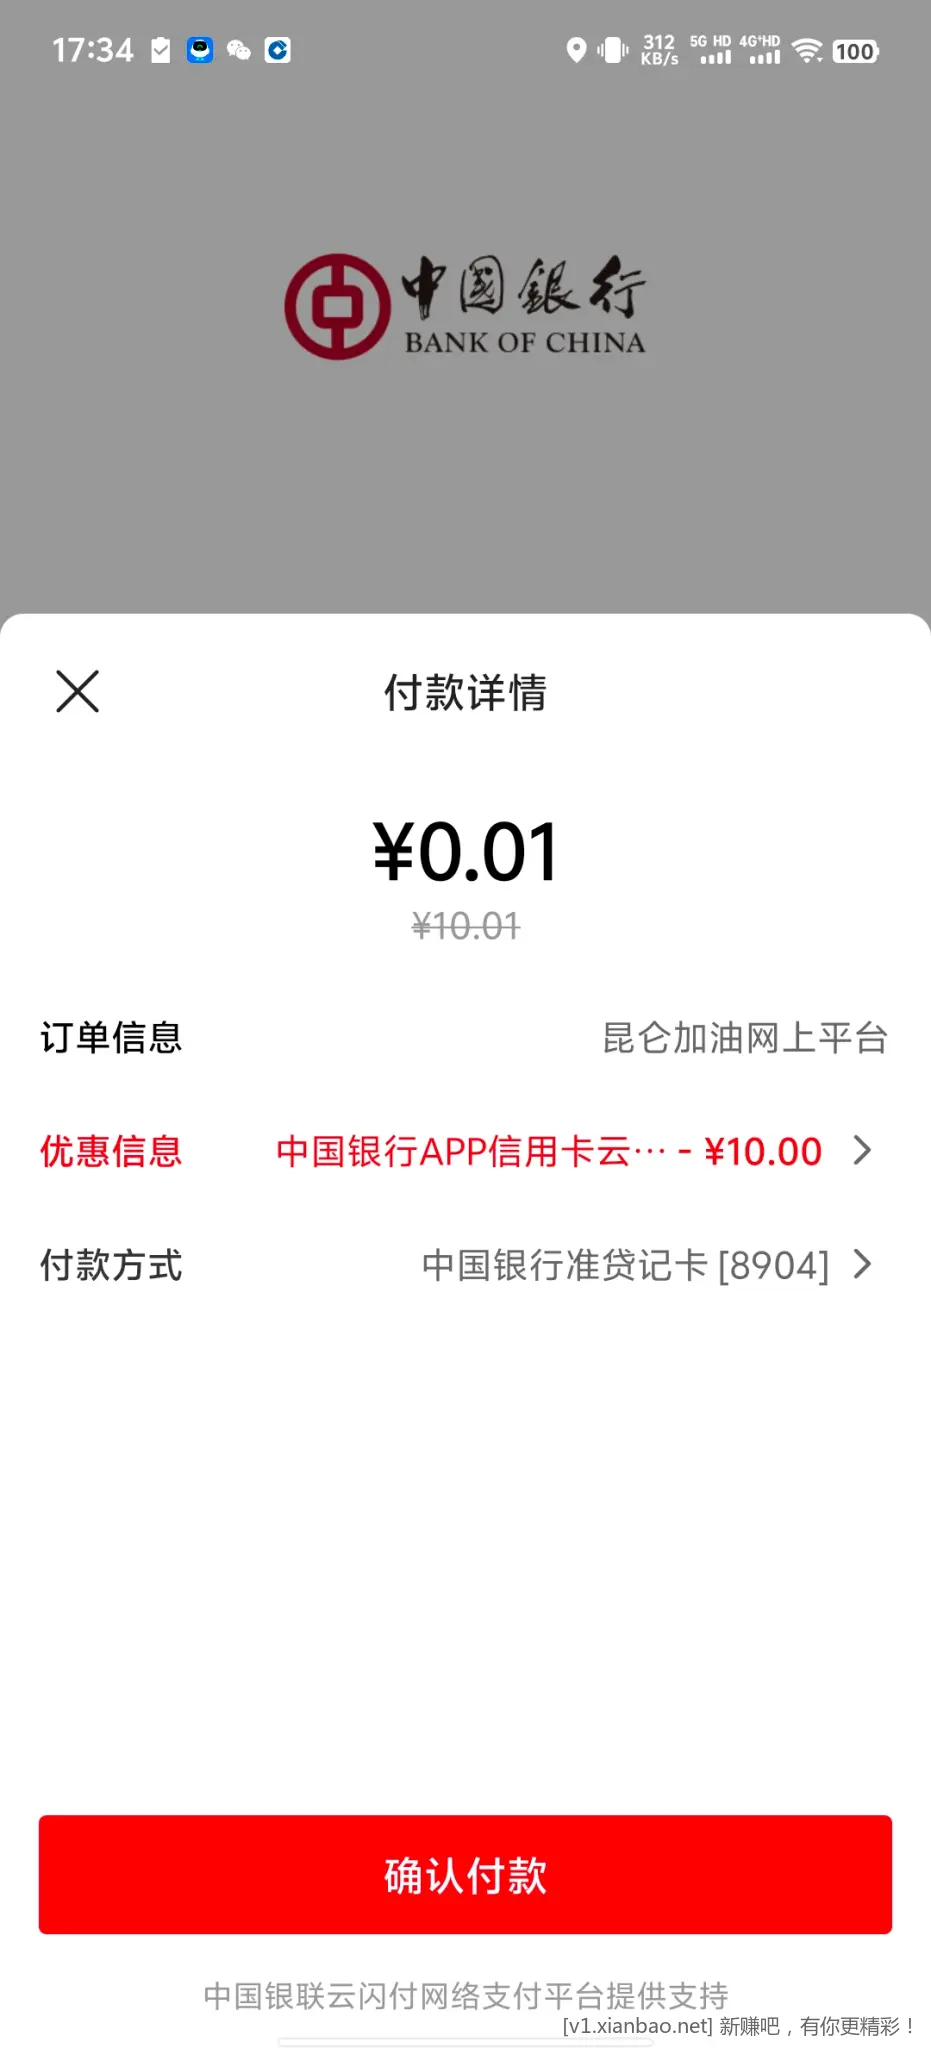 17:34
312 KB/s 5G HD 4G+HD 100
中国銀行
BANK OF CHINA
付款详情
¥0.01
¥10.01
订单信息 昆仑加油网上平台
优惠信息 中国银行APP信用卡云… - ¥10.00
付款方式 中国银行准贷记卡 [8904]
确认付款
中国银联云闪付网络支付平台提供支持
[v1.xianbao.net] 新赚吧，有你更精彩！